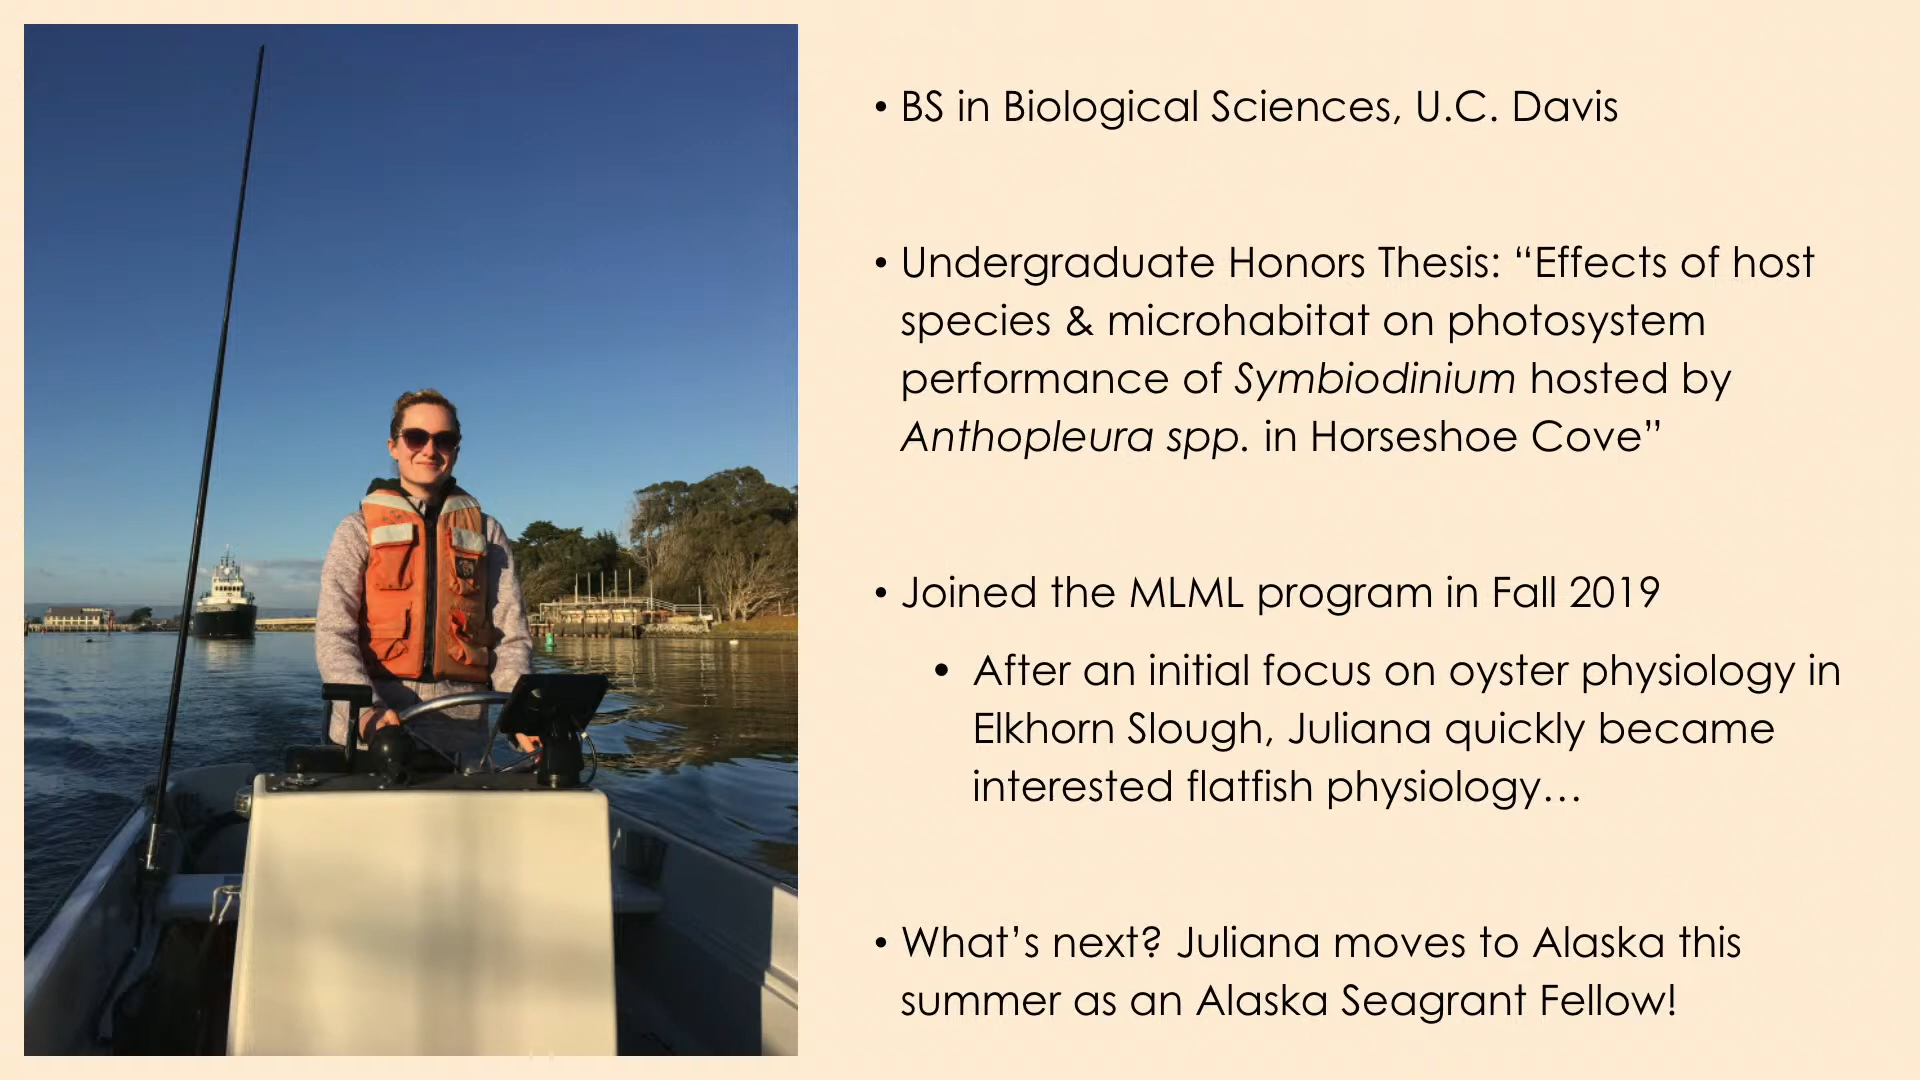 • BS in Biological Sciences, U.C. Davis
• Undergraduate Honors Thesis: “Effects of host
species & microhabitat on photosystem
performance of Symbiodinium hosted by
Anthopleura spp. in Horseshoe Cove”
• Joined the MLML program in Fall 2019
• After an initial focus on oyster physiology in
Elkhorn Slough, Juliana quickly became
interested flatfish physiology…
• What’s next? Juliana moves to Alaska this
summer as an Alaska Seagrant Fellow!